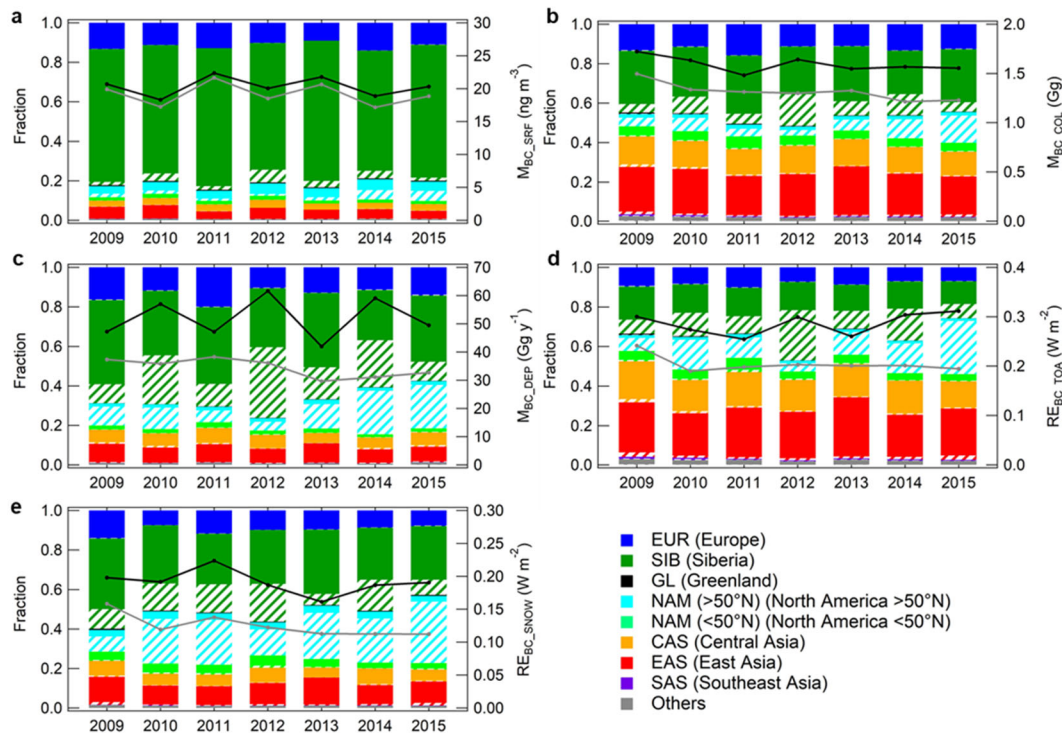 a
1.0
0.8
0.6
0.4
0.2
0.0
Fraction
30
25
20
15
10
5
0
M_BC_SRF (ng m⁻³)
2009 2010 2011 2012 2013 2014 2015
b
1.0
0.8
0.6
0.4
0.2
0.0
Fraction
2.0
1.5
1.0
0.5
0.0
M_BC_COL (Gg)
2009 2010 2011 2012 2013 2014 2015
c
1.0
0.8
0.6
0.4
0.2
0.0
Fraction
70
60
50
40
30
20
10
0
M_BC_DEP (Gg y⁻¹)
2009 2010 2011 2012 2013 2014 2015
d
1.0
0.8
0.6
0.4
0.2
0.0
Fraction
0.4
0.3
0.2
0.1
0.0
RE_BC_TOA (W m⁻²)
2009 2010 2011 2012 2013 2014 2015
e
1.0
0.8
0.6
0.4
0.2
0.0
Fraction
0.30
0.25
0.20
0.15
0.10
0.05
0.00
RE_BC_SNOW (W m⁻²)
2009 2010 2011 2012 2013 2014 2015
EUR (Europe)
SIB (Siberia)
GL (Greenland)
NAM (>50°N) (North America >50°N)
NAM (<50°N) (North America <50°N)
CAS (Central Asia)
EAS (East Asia)
SAS (Southeast Asia)
Others